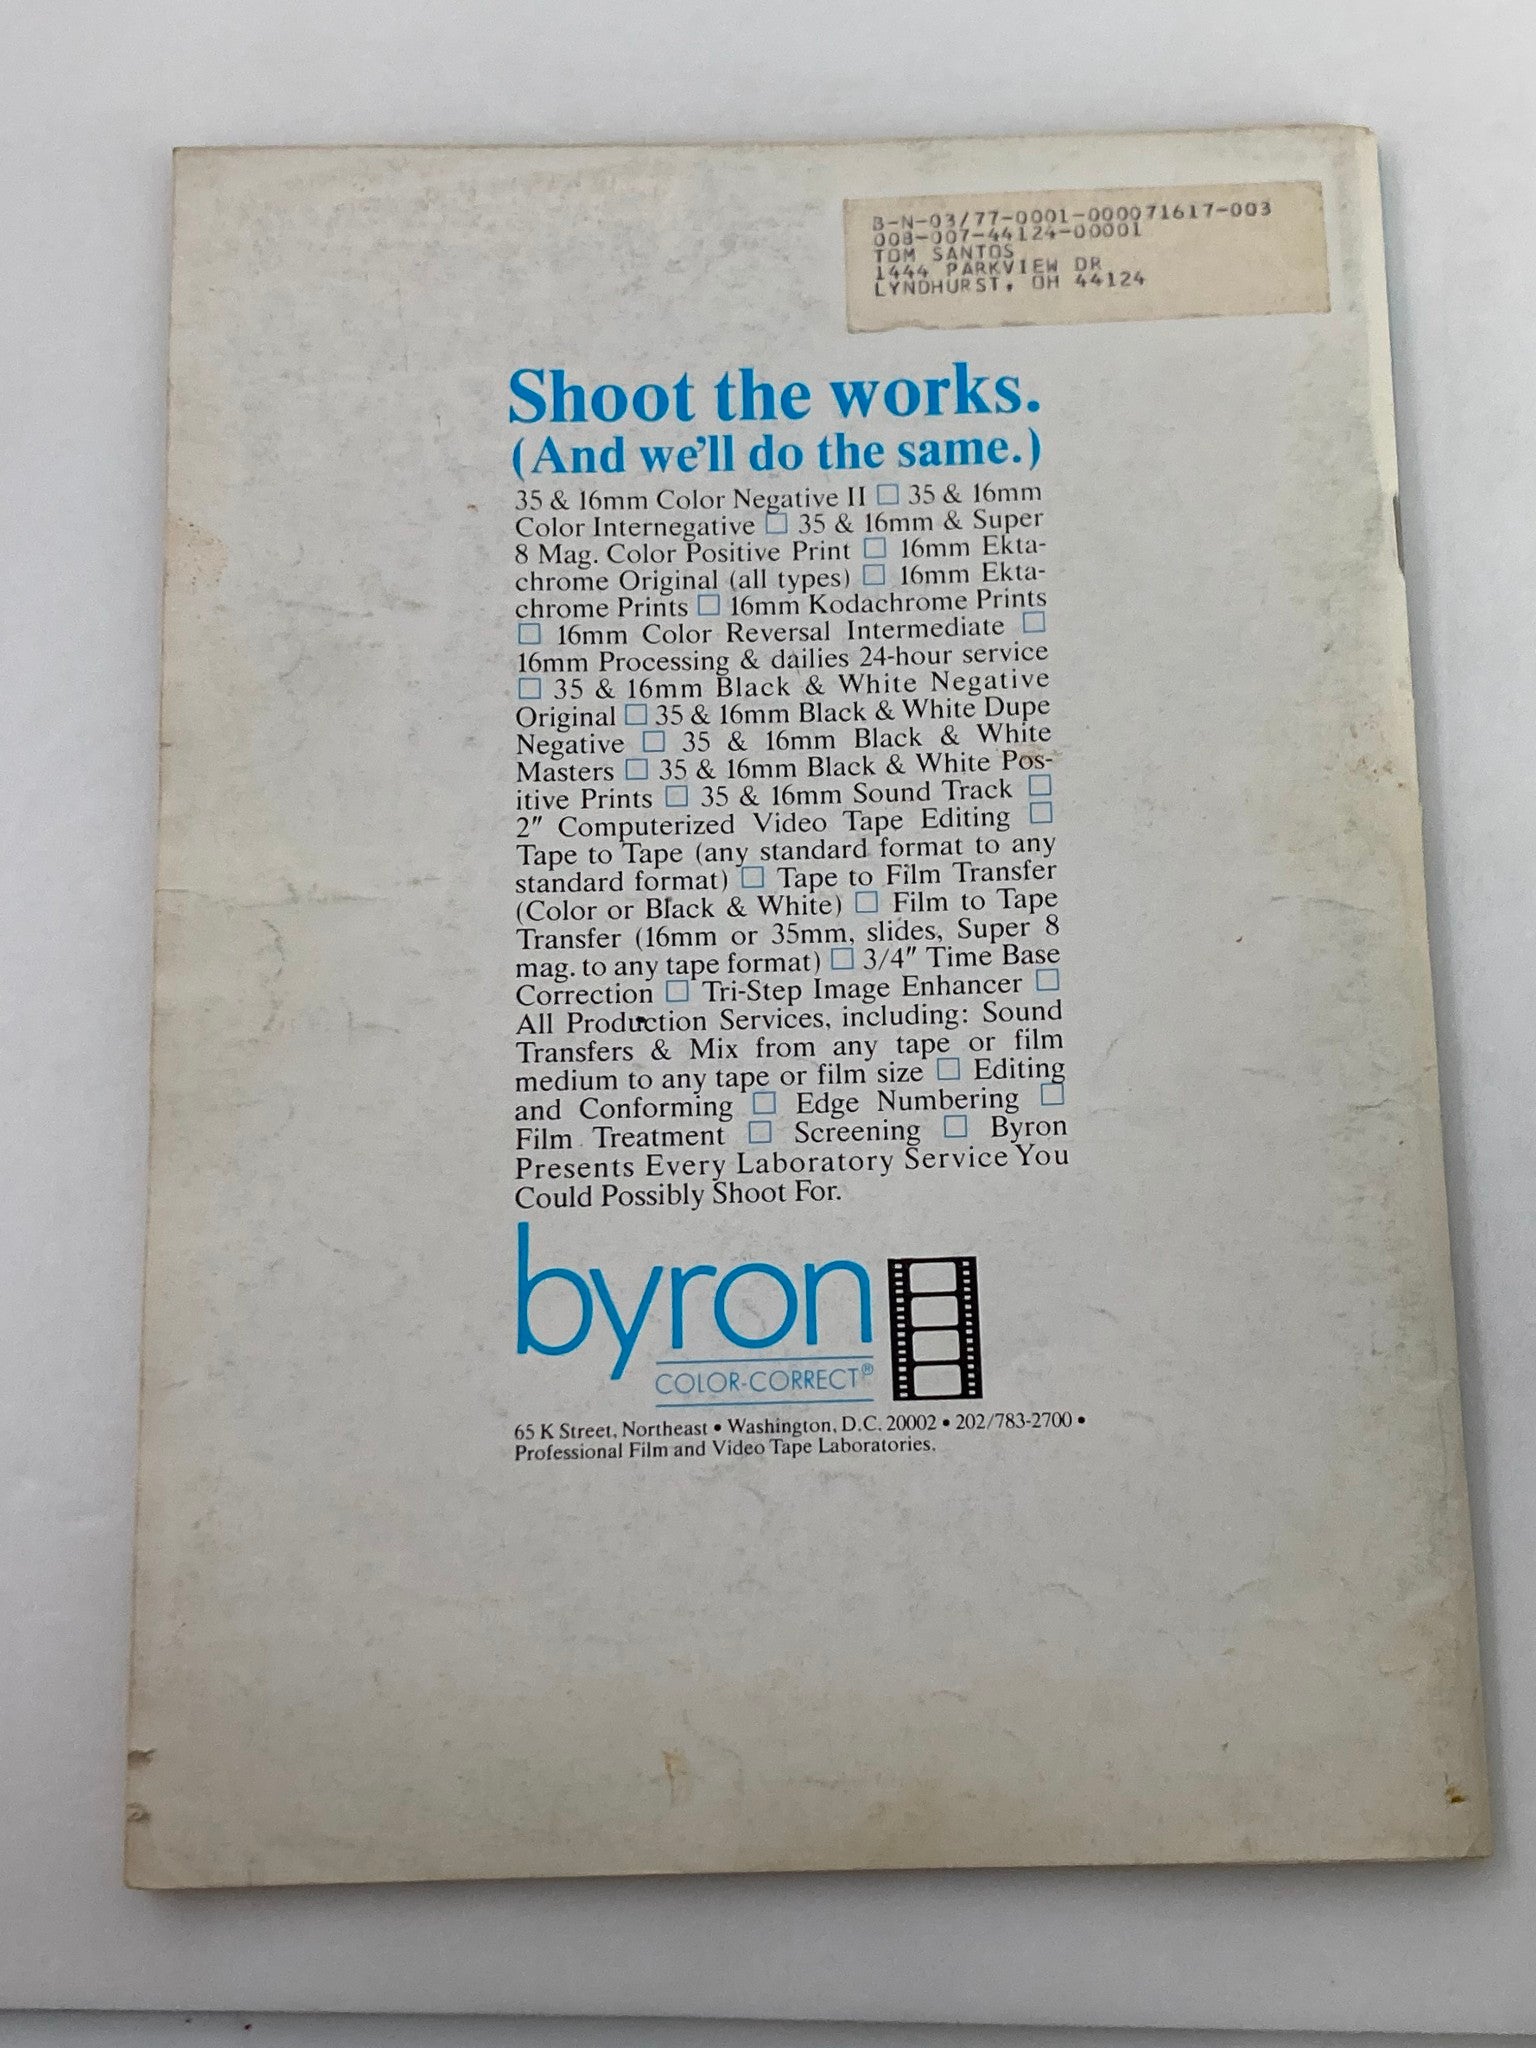 B-N-03/77-0001-000071617-003
008-007-44124-00001
TOM SANTOS
1444 PARKVIEW DR
LYNDHURST, OH 44124
Shoot the works.
(And we'll do the same.)
35 & 16mm Color Negative II □ 35 & 16mm
Color Internegative □ 35 & 16mm & Super
8 Mag. Color Positive Print □ 16mm Ekta-
chrome Original (all types) □ 16mm Ekta-
chrome Prints □ 16mm Kodachrome Prints
□ 16mm Color Reversal Intermediate □
16mm Processing & dailies 24-hour service
□ 35 & 16mm Black & White Negative
Original □ 35 & 16mm Black & White Dupe
Negative □ 35 & 16mm Black & White
Masters □ 35 & 16mm Black & White Pos-
itive Prints □ 35 & 16mm Sound Track □
2" Computerized Video Tape Editing □
Tape to Tape (any standard format to any
standard format) □ Tape to Film Transfer
(Color or Black & White) □ Film to Tape
Transfer (16mm or 35mm, slides, Super 8
mag. to any tape format) □ 3/4" Time Base
Correction □ Tri-Step Image Enhancer □
All Production Services, including: Sound
Transfers & Mix from any tape or film
medium to any tape or film size □ Editing
and Conforming □ Edge Numbering □
Film Treatment □ Screening □ Byron
Presents Every Laboratory Service You
Could Possibly Shoot For.
byron
COLOR-CORRECT®
65 K Street, Northeast • Washington, D.C. 20002 • 202/783-2700 •
Professional Film and Video Tape Laboratories.